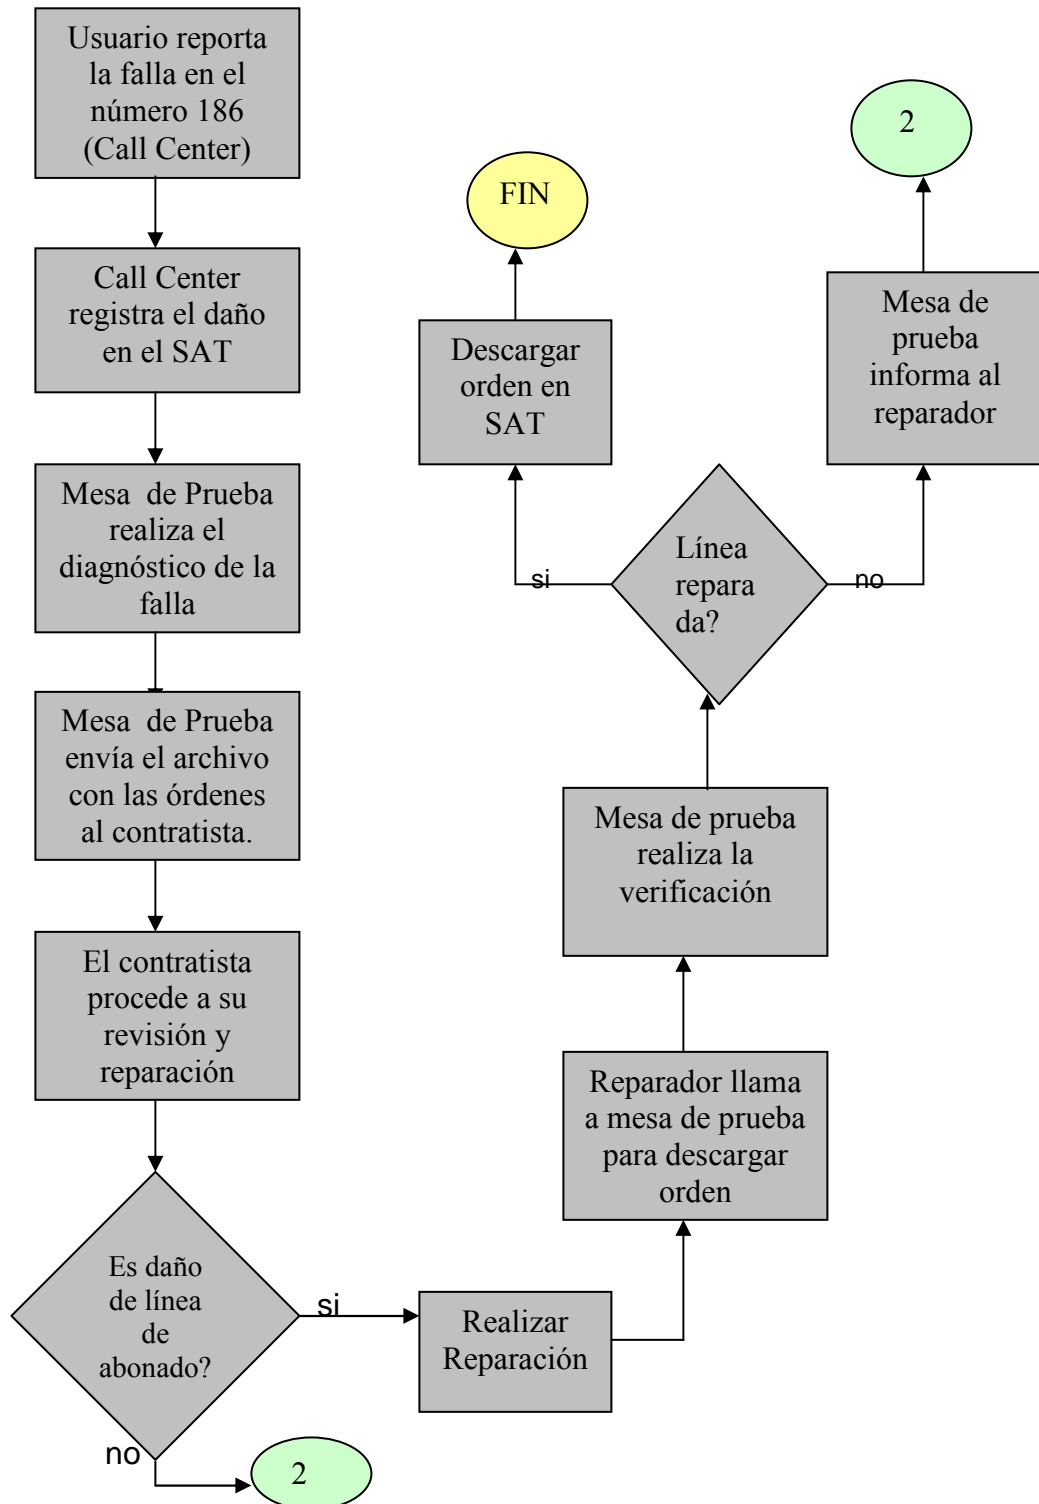 Usuario reporta
la falla en el
número 186
(Call Center)
Call Center
registra el daño
en el SAT
Mesa  de Prueba
realiza el
diagnóstico de la
falla
Mesa  de Prueba
envía el archivo
con las órdenes
al contratista.
El contratista
procede a su
revisión y
reparación
Es daño
de línea
de
abonado?
si
no
2
Realizar
Reparación
Reparador llama
a mesa de prueba
para descargar
orden
Mesa de prueba
realiza la
verificación
Línea
repara
da?
si
no
Descargar
orden en
SAT
FIN
Mesa de
prueba
informa al
reparador
2